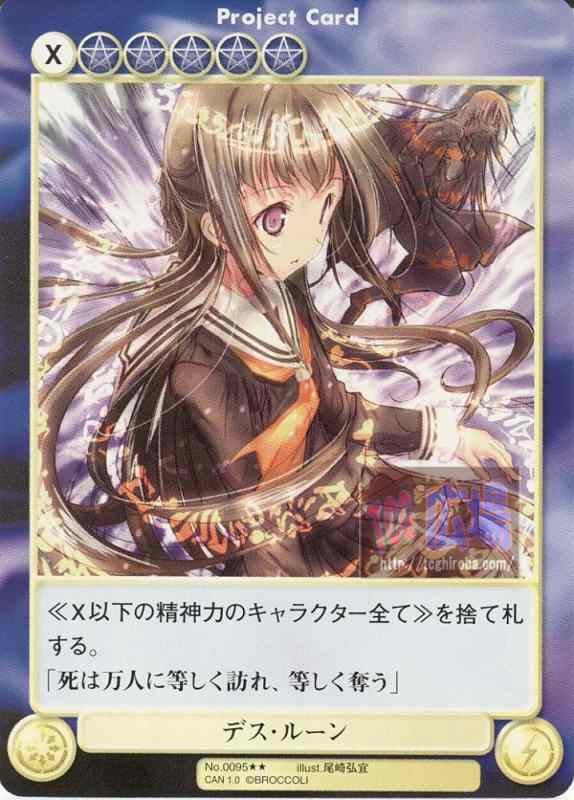 Project Card
X
≪X以下の精神力のキャラクター全て≫を捨て札
する。
「死は万人に等しく訪れ、等しく奪う」
デス・ルーン
No.0095★★ illust.尾崎弘宜
CAN 1.0 ©BROCCOLI
広場
http://tcghiroba.com/